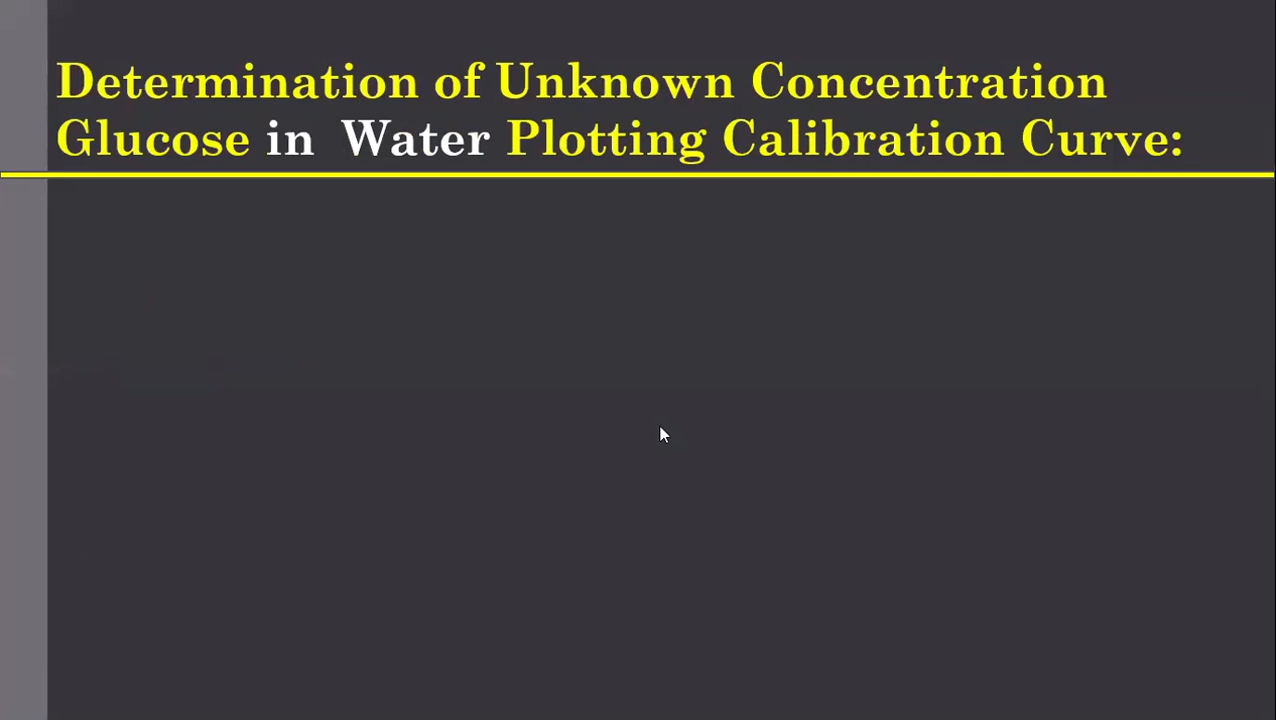 Determination of Unknown Concentration
Glucose in Water Plotting Calibration Curve: